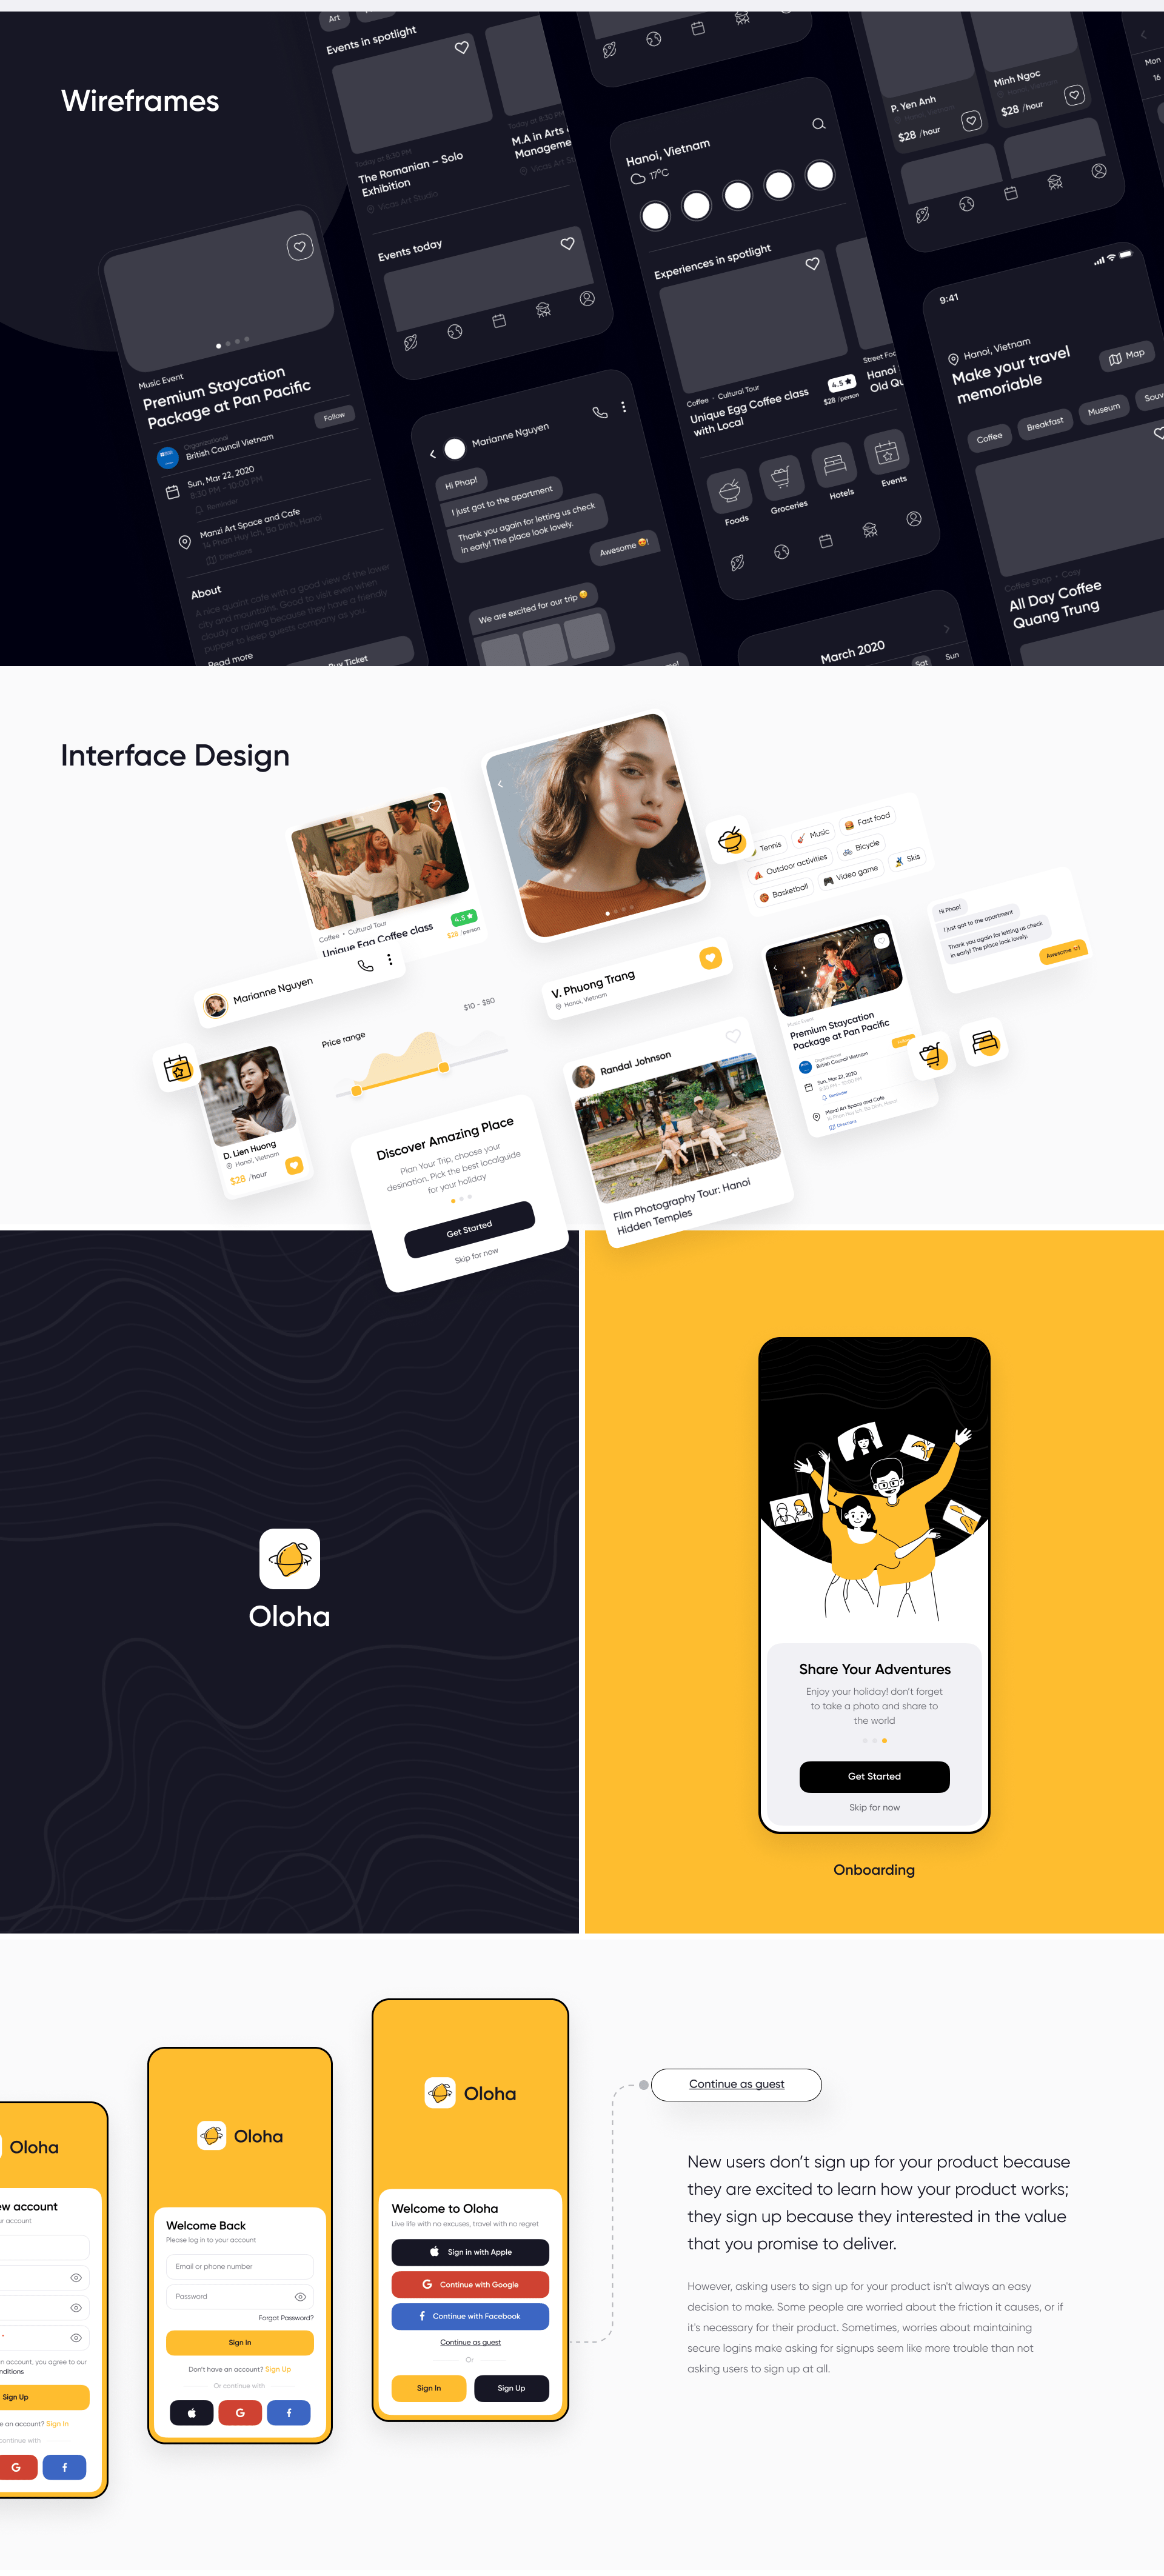 Wireframes
Art
Events in spotlight
Today at 8:30 PM
The Romanian – Solo
Exhibition
Vicas Art Studio
Today at 8:30 PM
M.A in Arts
Manageme
Vicas Art St
Events today
Hanoi, Vietnam
17°C
Experiences in spotlight
Coffee • Cultural Tour
Unique Egg Coffee class
with Local
4.5
$28 /person
Street Foo
Hanoi
Old Qu
Foods
Groceries
Hotels
Events
P. Yen Anh
$28 /hour
Minh Ngoc
$28 /hour
Mon
16
9:41
Hanoi, Vietnam
Make your travel
memoriable
Map
Coffee
Breakfast
Museum
Souv
Coffee Shop • Cosy
All Day Coffee
Quang Trung
Music Event
Premium Staycation
Package at Pan Pacific
Organizational
British Council Vietnam
Follow
Sun, Mar 22, 2020
8:30 PM - 10:00 PM
Reminder
Manzi Art Space and Cafe
14 Phan Huy Ich, Ba Dinh, Hanoi
Directions
About
A nice quaint cafe with a good view of the lower
city and mountains. Good to visit even when
cloudy or raining because they have a friendly
pupper to keep guests company as you.
Read more
Buy Ticket
Marianne Nguyen
Hi Phap!
I just got to the apartment
Thank you again for letting us check
in early! The place look lovely.
Awesome 😍!
We are excited for our trip
March 2020
Sat
Sun
Interface Design
Coffee • Cultural Tour
Unique Egg Coffee class
4.5
$28 /person
Marianne Nguyen
Tennis
Music
Fast food
Outdoor activities
Bicycle
Basketball
Video game
Skis
Hi Phap!
I just got to the apartment
Thank you again for letting us check
in early! The place look lovely.
Awesome
V. Phuong Trang
Hanoi, Vietnam
$10 - $80
Price range
Music Event
Premium Staycation
Package at Pan Pacific
Organizational
British Council Vietnam
Sun, Mar 22, 2020
8:30 PM - 10:00 PM
Reminder
Manzi Art Space and Cafe
14 Phan Huy Ich, Ba Dinh, Hanoi
Directions
D. Lien Huong
Hanoi, Vietnam
$28 /hour
Randal Johnson
Film Photography Tour: Hanoi
Hidden Temples
Discover Amazing Place
Plan Your Trip, choose your
desination. Pick the best localguide
for your holiday
Get Started
Skip for now
Oloha
Share Your Adventures
Enjoy your holiday! don't forget
to take a photo and share to
the world
Get Started
Skip for now
Onboarding
Oloha
ew account
ur account
n account, you agree to our
nditions
Sign Up
e an account? Sign In
continue with
Oloha
Welcome Back
Please log in to your account
Email or phone number
Password
Forgot Password?
Sign In
Don't have an account? Sign Up
Or continue with
Oloha
Welcome to Oloha
Live life with no excuses, travel with no regret
Sign in with Apple
Continue with Google
Continue with Facebook
Continue as guest
Or
Sign In
Sign Up
Continue as guest
New users don't sign up for your product because
they are excited to learn how your product works;
they sign up because they interested in the value
that you promise to deliver.
However, asking users to sign up for your product isn't always an easy
decision to make. Some people are worried about the friction it causes, or if
it's necessary for their product. Sometimes, worries about maintaining
secure logins make asking for signups seem like more trouble than not
asking users to sign up at all.